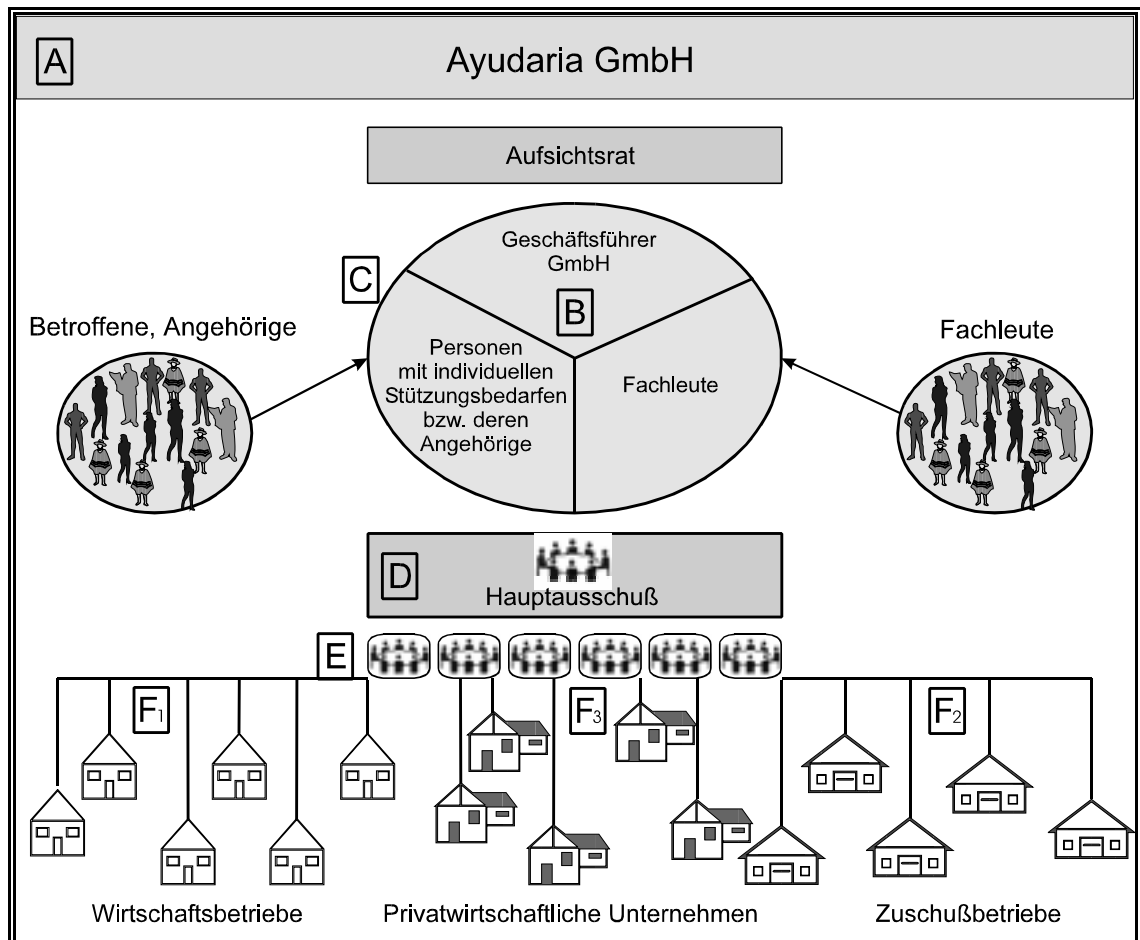 A
Ayudaria GmbH
Aufsichtsrat
Geschäftsführer
GmbH
C
B
Betroffene, Angehörige
Fachleute
Personen
mit individuellen
Stützungsbedarfen
bzw. deren
Angehörige
Fachleute
D
Hauptausschuß
E
F1
F3
F2
Wirtschaftsbetriebe
Privatwirtschaftliche Unternehmen
Zuschußbetriebe